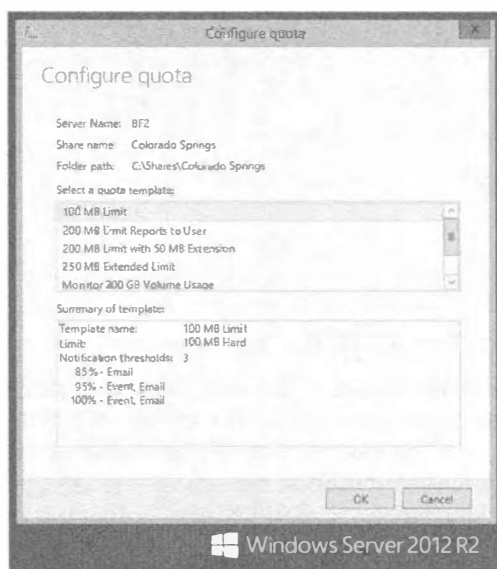 Configure quota
Configure quota
Server Name: BF2
Share name: Colorado Springs
Folder path: C:\Shares\Colorado Springs
Select a quota template:
100 MB Limit
200 MB Limit Reports to User
200 MB Limit with 50 MB Extension
250 MB Extended Limit
Monitor 200 GB Volume Usage
Summary of template:
Template name: 100 MB Limit
Limit: 100 MB Hard
Notification thresholds: 3
85% - Email
95% - Event, Email
100% - Event, Email
OK Cancel
Windows Server 2012 R2